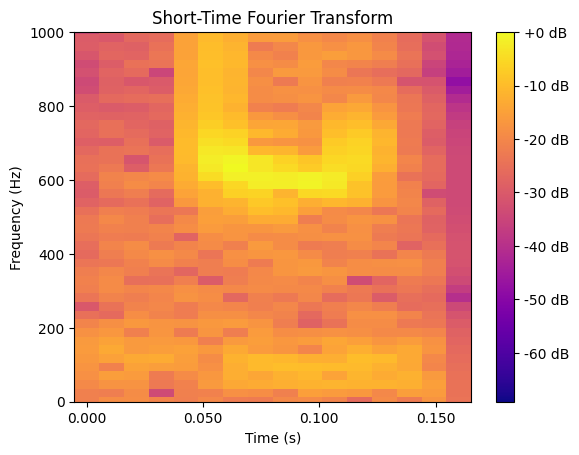 Short-Time Fourier Transform
Frequency (Hz)
1000
800
600
400
200
0
0.000
0.050
0.100
0.150
Time (s)
+0 dB
-10 dB
-20 dB
-30 dB
-40 dB
-50 dB
-60 dB